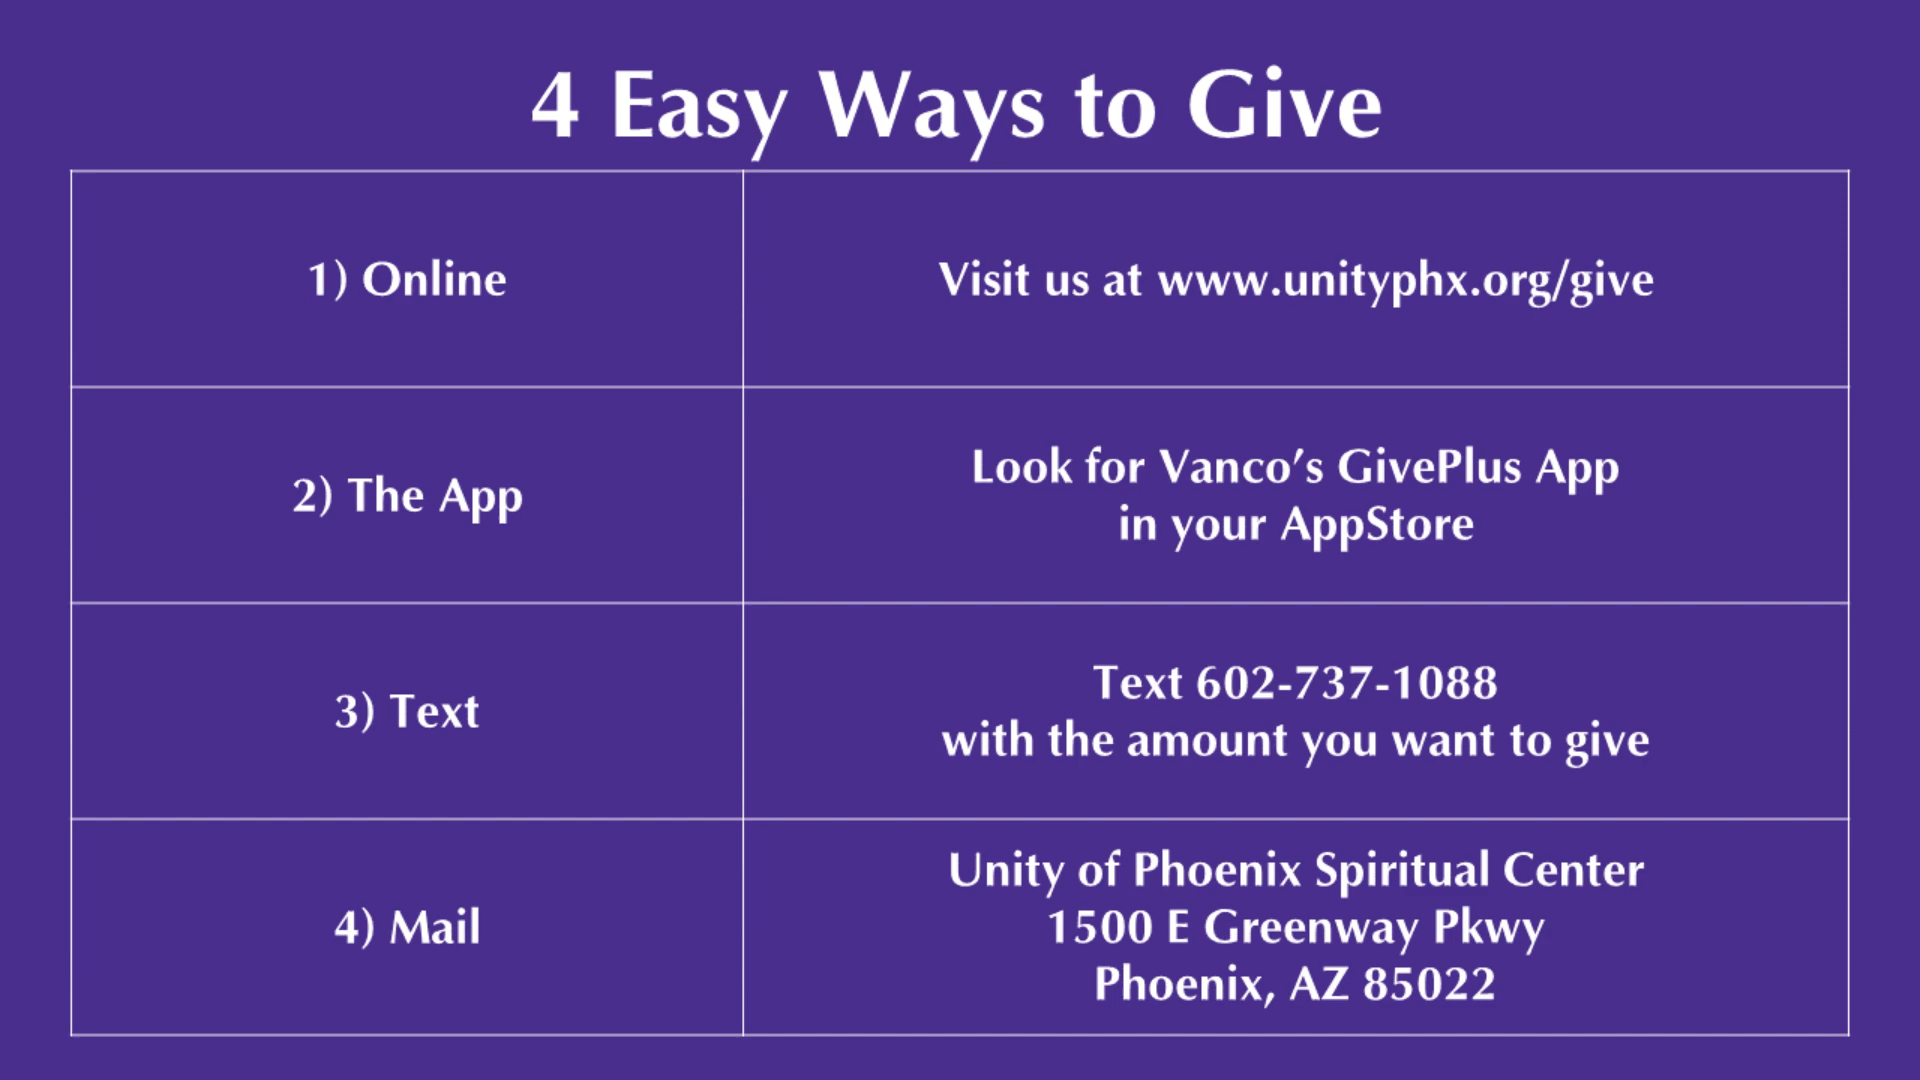 4 Easy Ways to Give
1) Online
Visit us at www.unityphx.org/give
2) The App
Look for Vanco’s GivePlus App
in your AppStore
3) Text
Text 602-737-1088
with the amount you want to give
4) Mail
Unity of Phoenix Spiritual Center
1500 E Greenway Pkwy
Phoenix, AZ 85022